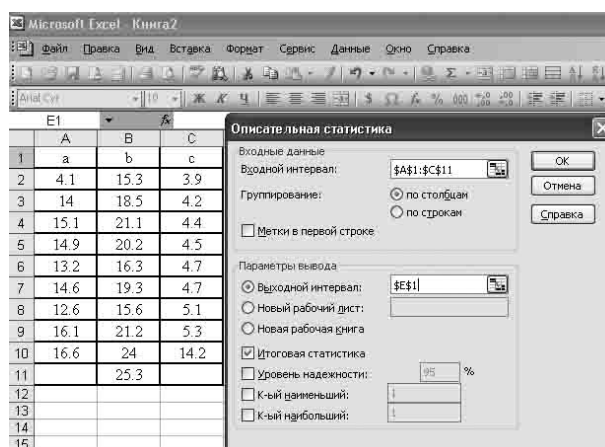 Microsoft Excel - Книга2
Файл Правка Вид Вставка Формат Сервис Данные Окно Справка
Arial Cyr 10 Ж К Ч $ % 000
E1 fx
A B C
1 a b c
2 4.1 15.3 3.9
3 14 18.5 4.2
4 15.1 21.1 4.4
5 14.9 20.2 4.5
6 13.2 16.3 4.7
7 14.6 19.3 4.7
8 12.6 15.6 5.1
9 16.1 21.2 5.3
10 16.6 24 14.2
11 25.3
12
13
14
15
Описательная статистика
Входные данные
Входной интервал: $A$1:$C$11
Группирование: по столбцам
по строкам
Метки в первой строке
OK
Отмена
Справка
Параметры вывода
Выходной интервал: $E$1
Новый рабочий лист:
Новая рабочая книга
Итоговая статистика
Уровень надежности: 95 %
К-ый наименьший: 1
К-ый наибольший: 1